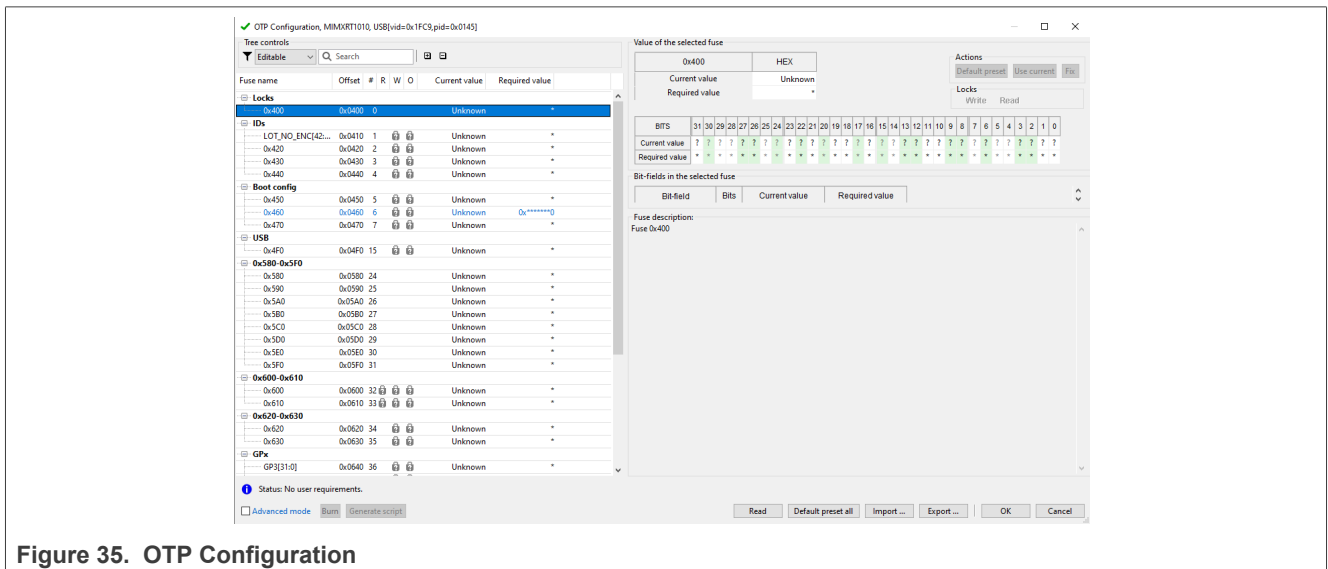 OTP Configuration, MIMXRT1010, USB[vid=0x1FC9,pid=0x0145]
Tree controls
Editable Search
Fuse name Offset # R W O Current value Required value
Locks
0x400 0x0400 0 Unknown *
IDs
LOT_NO_ENC[42:... 0x0410 1 Unknown *
0x420 0x0420 2 Unknown *
0x430 0x0430 3 Unknown *
0x440 0x0440 4 Unknown *
Boot config
0x450 0x0450 5 Unknown *
0x460 0x0460 6 Unknown 0x*******0
0x470 0x0470 7 Unknown *
USB
0x4F0 0x04F0 15 Unknown *
0x580-0x5F0
0x580 0x0580 24 Unknown *
0x590 0x0590 25 Unknown *
0x5A0 0x05A0 26 Unknown *
0x5B0 0x05B0 27 Unknown *
0x5C0 0x05C0 28 Unknown *
0x5D0 0x05D0 29 Unknown *
0x5E0 0x05E0 30 Unknown *
0x5F0 0x05F0 31 Unknown *
0x600-0x610
0x600 0x0600 32 Unknown *
0x610 0x0610 33 Unknown *
0x620-0x630
0x620 0x0620 34 Unknown *
0x630 0x0630 35 Unknown *
GPx
GP3[31:0] 0x0640 36 Unknown *
Value of the selected fuse
0x400 HEX
Current value Unknown
Required value *
Actions
Default preset Use current Fix
Locks
Write Read
BITS 31 30 29 28 27 26 25 24 23 22 21 20 19 18 17 16 15 14 13 12 11 10 9 8 7 6 5 4 3 2 1 0
Current value ? ? ? ? ? ? ? ? ? ? ? ? ? ? ? ? ? ? ? ? ? ? ? ? ? ? ? ? ? ? ? ?
Required value * * * * * * * * * * * * * * * * * * * * * * * * * * * * * * * *
Bit-fields in the selected fuse
Bit-field Bits Current value Required value
Fuse description:
Fuse 0x400
Status: No user requirements.
Advanced mode Burn Generate script Read Default preset all Import ... Export ... OK Cancel
Figure 35. OTP Configuration